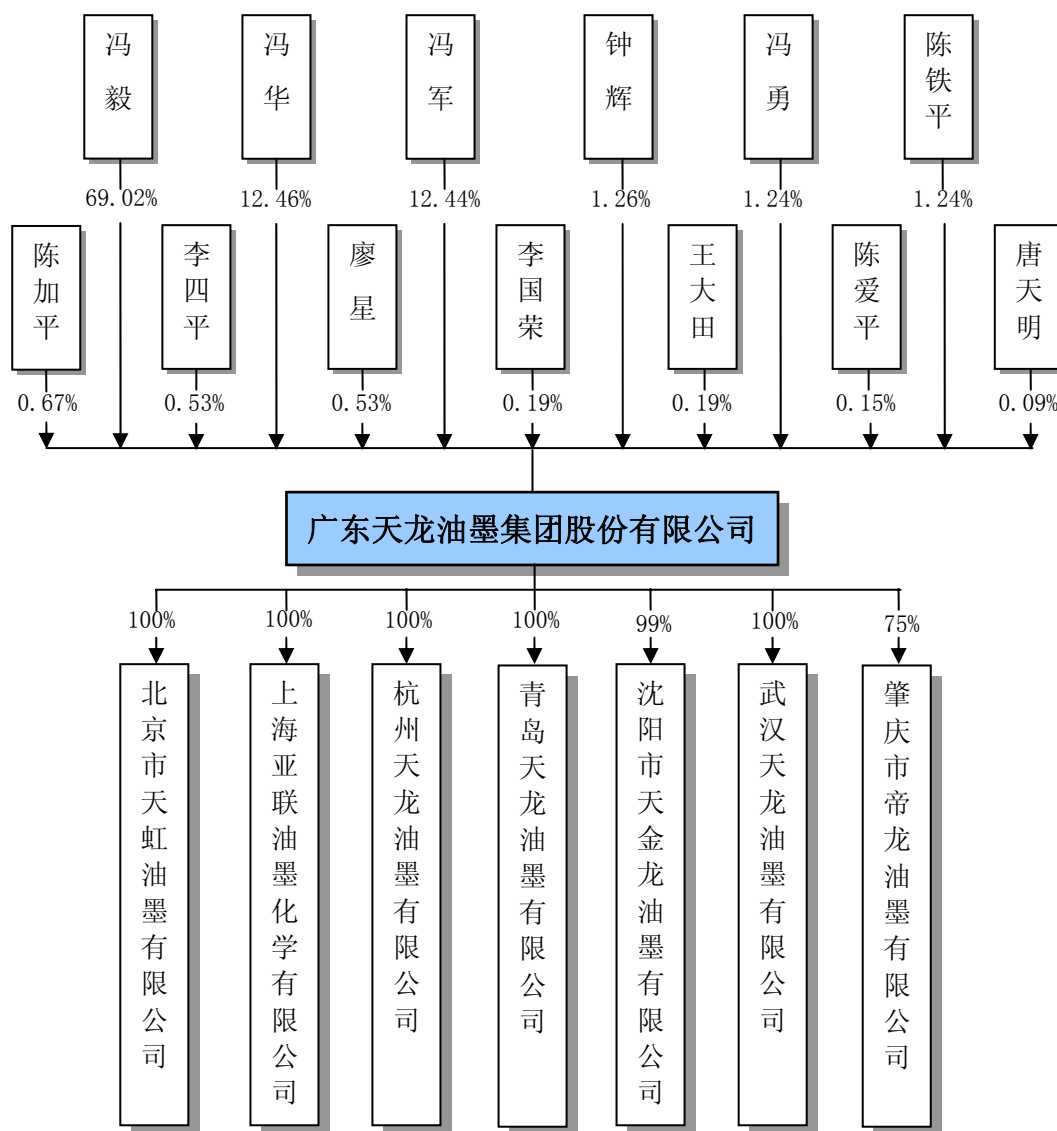 冯毅
冯华
冯军
钟辉
冯勇
陈铁平
69.02%
12.46%
12.44%
1.26%
1.24%
1.24%
陈加平
李四平
廖星
李国荣
王大田
陈爱平
唐天明
0.67%
0.53%
0.53%
0.19%
0.19%
0.15%
0.09%
广东天龙油墨集团股份有限公司
100%
100%
100%
100%
99%
100%
75%
北京市天虹油墨有限公司
上海亚联油墨化学有限公司
杭州天龙油墨有限公司
青岛天龙油墨有限公司
沈阳市天金龙油墨有限公司
武汉天龙油墨有限公司
肇庆市帝龙油墨有限公司